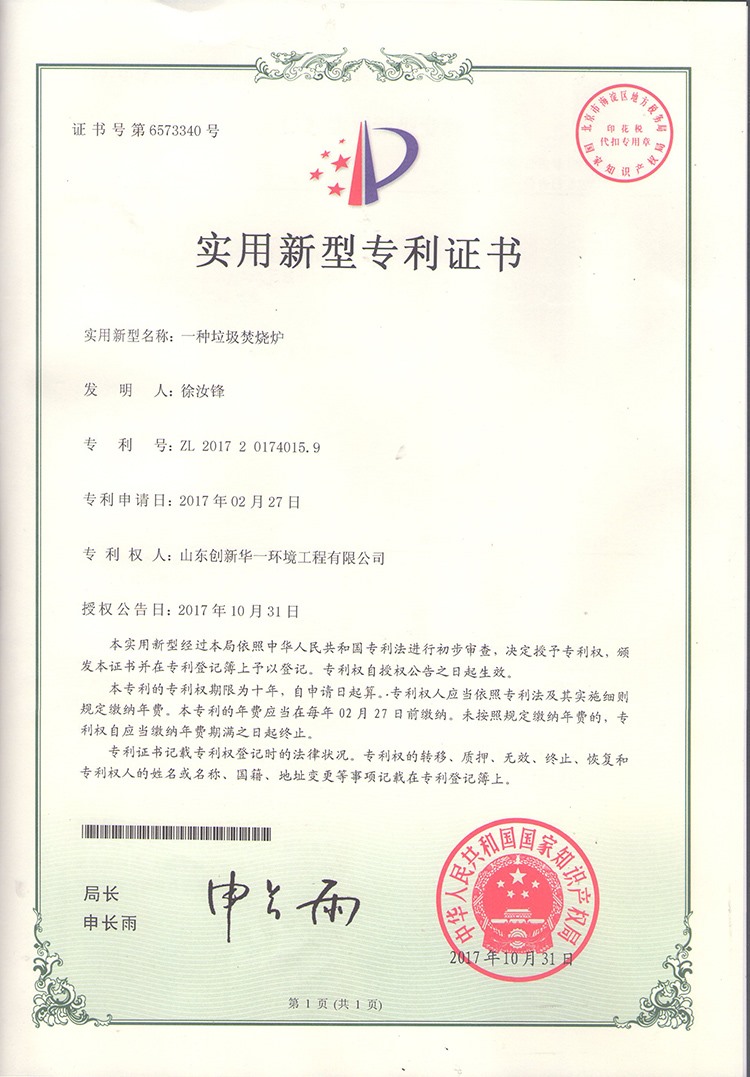 证书号第6573340号
北京市海淀区地方税务局
印花税
代扣专用章
国家知识产权局
实用新型专利证书
实用新型名称：一种垃圾焚烧炉
发明人：徐汝锋
专利号：ZL 2017 2 0174015.9
专利申请日：2017年02月27日
专利权人：山东创新华一环境工程有限公司
授权公告日：2017年10月31日
本实用新型经过本局依照中华人民共和国专利法进行初步审查，决定授予专利权，颁
发本证书并在专利登记簿上予以登记。专利权自授权公告之日起生效。
本专利的专利权期限为十年，自申请日起算。专利权人应当依照专利法及其实施细则
规定缴纳年费。本专利的年费应当在每年02月27日前缴纳。未按照规定缴纳年费的，专
利权自应当缴纳年费期满之日起终止。
专利证书记载专利权登记时的法律状况。专利权的转移、质押、无效、终止、恢复和
专利权人的姓名或名称、国籍、地址变更等事项记载在专利登记簿上。
局长
申长雨
申长雨
中华人民共和国国家知识产权局
2017年10月31日
第1页(共1页)